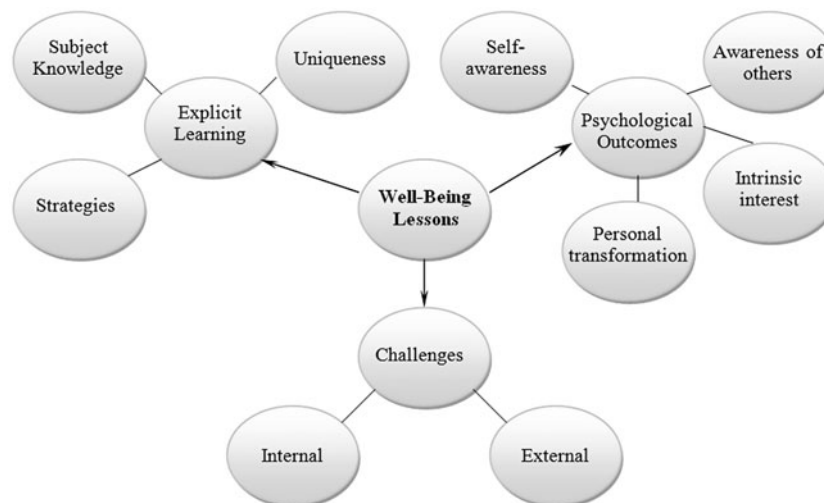 Subject
Knowledge
Uniqueness
Explicit
Learning
Strategies
Self-
awareness
Awareness of
others
Psychological
Outcomes
Intrinsic
interest
Personal
transformation
Well-Being
Lessons
Challenges
Internal
External